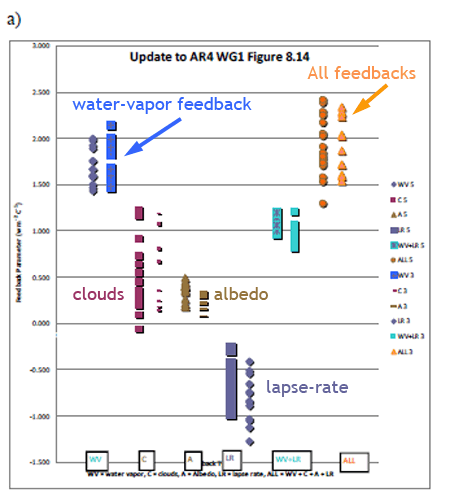 a)
Update to AR4 WG1 Figure 8.14
All feedbacks
water-vapor feedback
clouds
albedo
lapse-rate
Feedback Parameter (wm-2 C-1)
3.000
2.500
2.000
1.500
1.000
0.500
0.000
-0.500
-1.000
-1.500
WV 5
C 5
A 5
LR 5
WV+LR 5
ALL 5
WV 3
C 3
A 3
LR 3
WV+LR 3
ALL 3
WV
C
A
LR
WV+LR
ALL
WV = water vapor, C = clouds, A = Albedo, LR = lapse rate, ALL = WV + C + A + LR